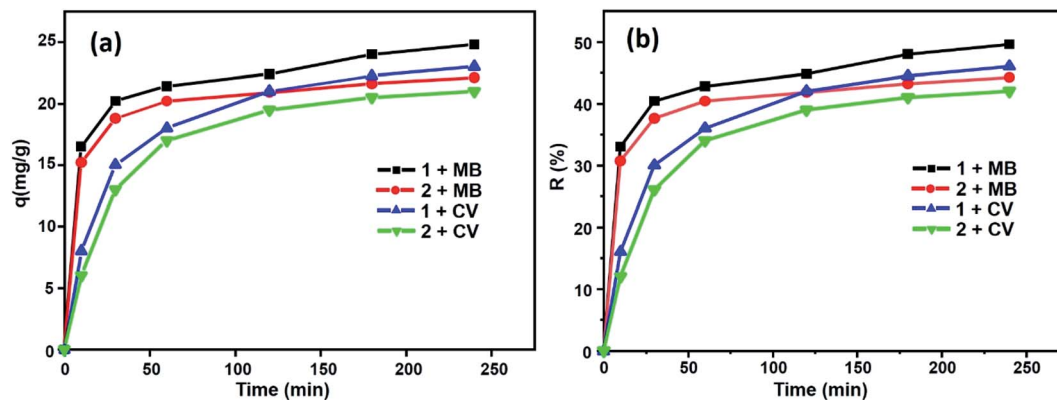 (a)
q(mg/g)
25
20
15
10
5
0
1 + MB
2 + MB
1 + CV
2 + CV
0 50 100 150 200 250
Time (min)
(b)
R (%)
50
40
30
20
10
0
1 + MB
2 + MB
1 + CV
2 + CV
0 50 100 150 200 250
Time (min)